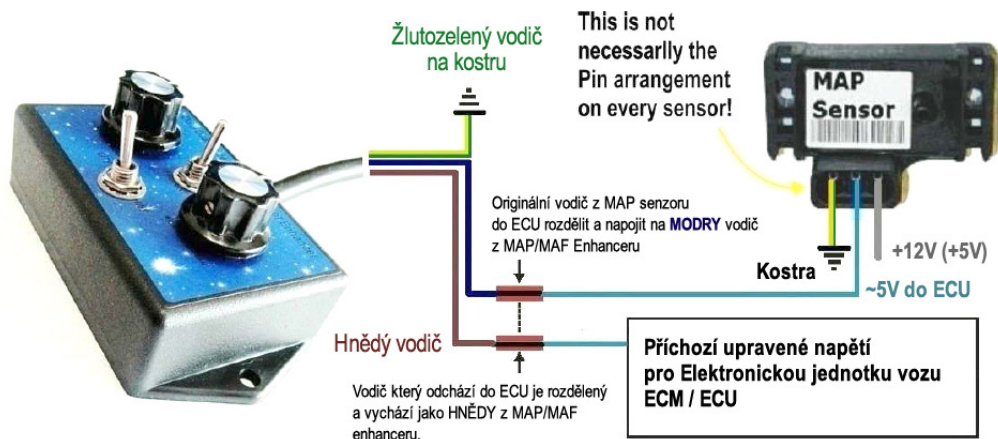 Žlutozelený vodič
na kostru
This is not
necessarlly the
Pin arrangement
on every sensor!
MAP
Sensor
Originální vodič z MAP senzoru
do ECU rozdělit a napojit na MODRY vodič
z MAP/MAF Enhanceru
Kostra
+12V (+5V)
~5V do ECU
Hnědý vodič
Příchozí upravené napětí
pro Elektronickou jednotku vozu
ECM / ECU
Vodič který odchází do ECU je rozdělený
a vychází jako HNĚDY z MAP/MAF
enhanceru.